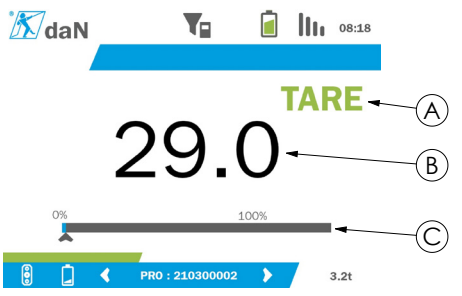 ® daN 08:18
TARE
A
29.0
B
0% 100%
C
PRO : 210300002 3.2t